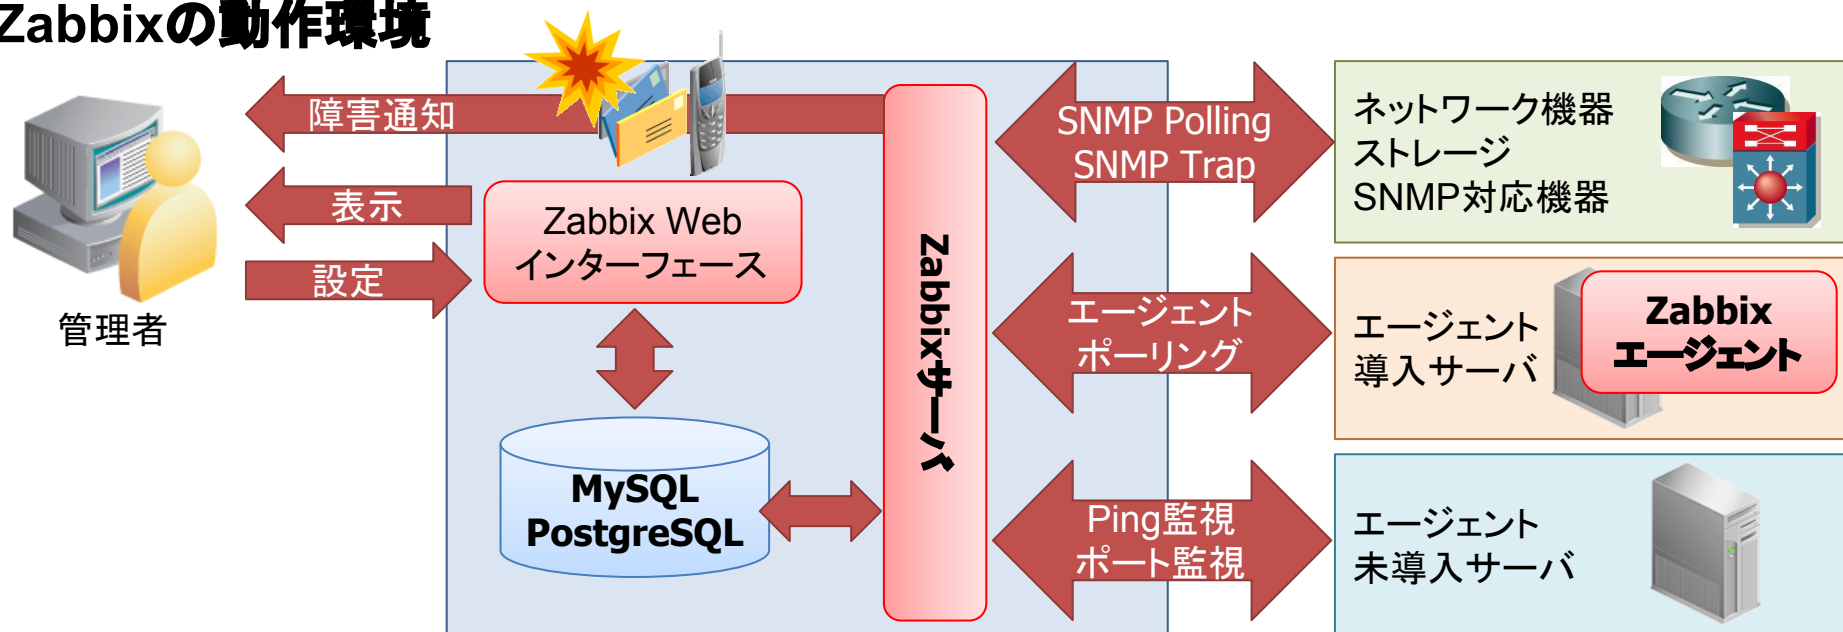 Zabbixの動作環境
障害通知
表示
設定
管理者
Zabbix Web
インターフェース
MySQL
PostgreSQL
Zabbixサーバ
SNMP Polling
SNMP Trap
エージェント
ポーリング
Ping監視
ポート監視
ネットワーク機器
ストレージ
SNMP対応機器
エージェント
導入サーバ
Zabbix
エージェント
エージェント
未導入サーバ